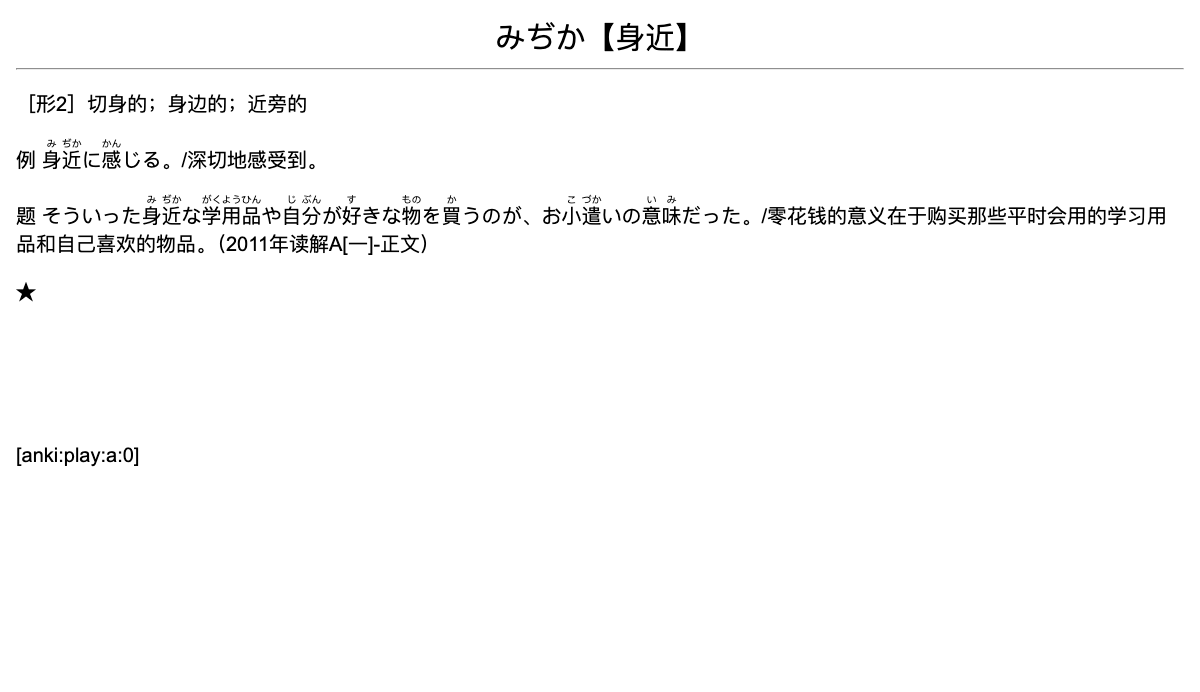 みぢか【身近】
［形2］切身的；身边的；近旁的
み ぢか かん
例 身近に感じる。/深切地感受到。
み ぢか がくようひん じ ぶん す もの か こ づか い み
题 そういった身近な学用品や自分が好きな物を買うのが、お小遣いの意味だった。/零花钱的意义在于购买那些平时会用的学习用
品和自己喜欢的物品。（2011年读解A[一]-正文）
★
[anki:play:a:0]